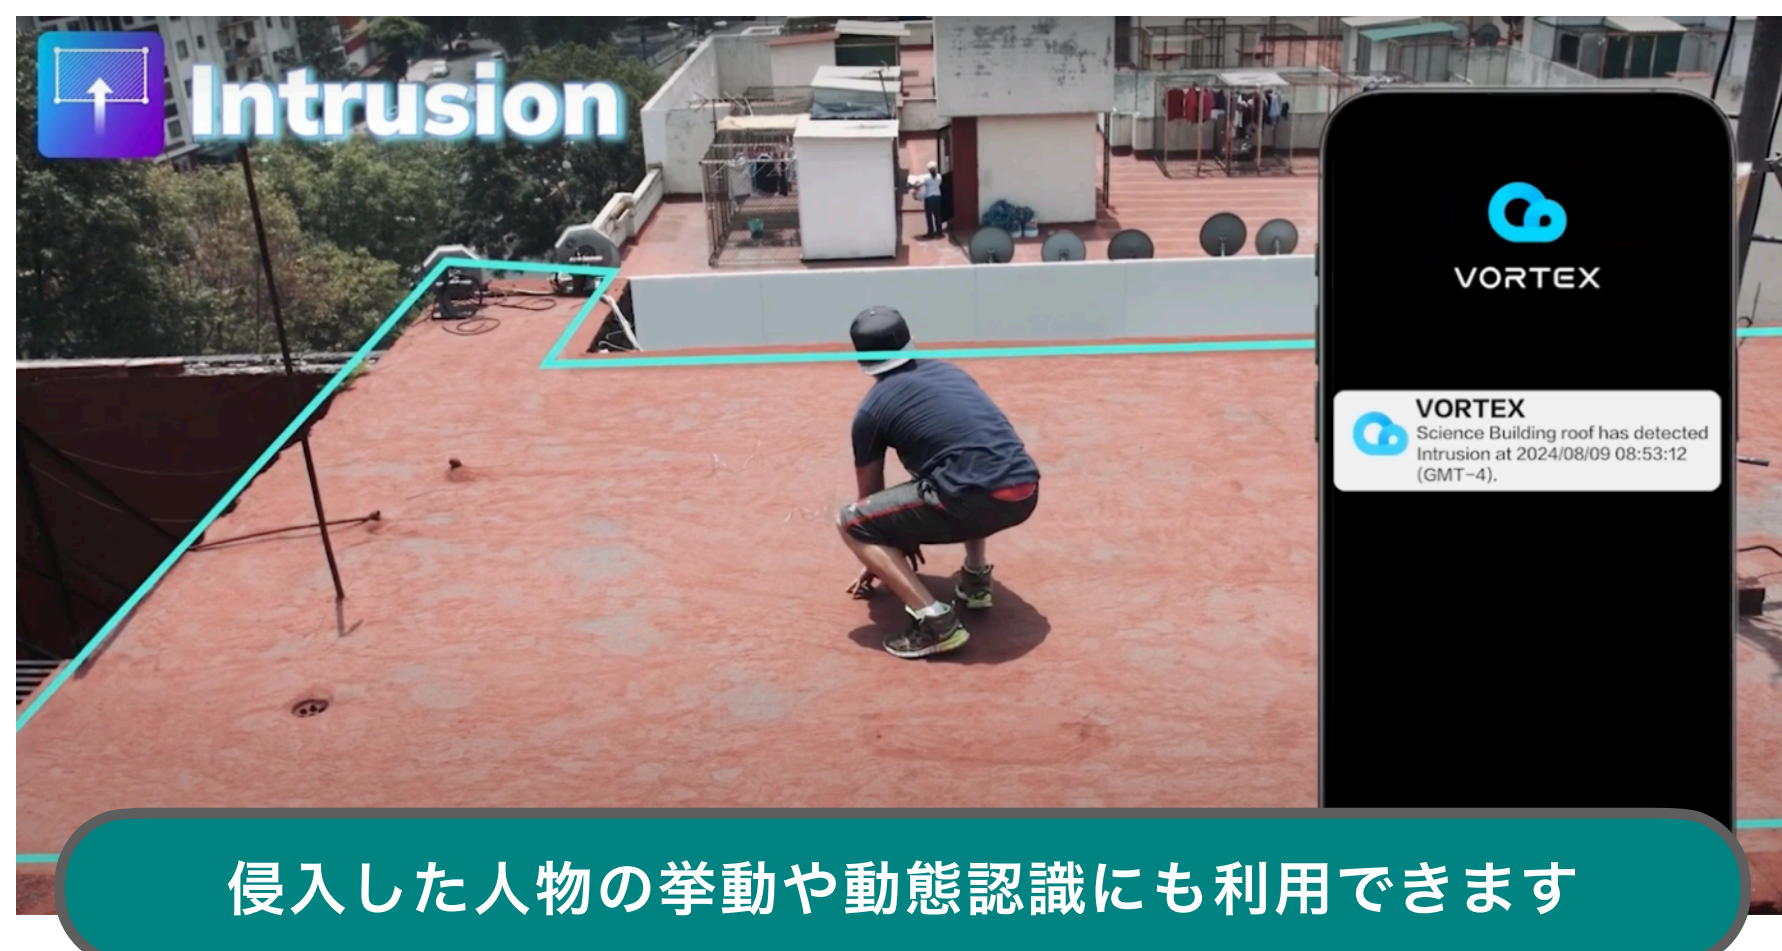 Intrusion
VORTEX
VORTEX
Science Building roof has detected
Intrusion at 2024/08/09 08:53:12
(GMT-4).
侵入した人物の挙動や動態認識にも利用できます